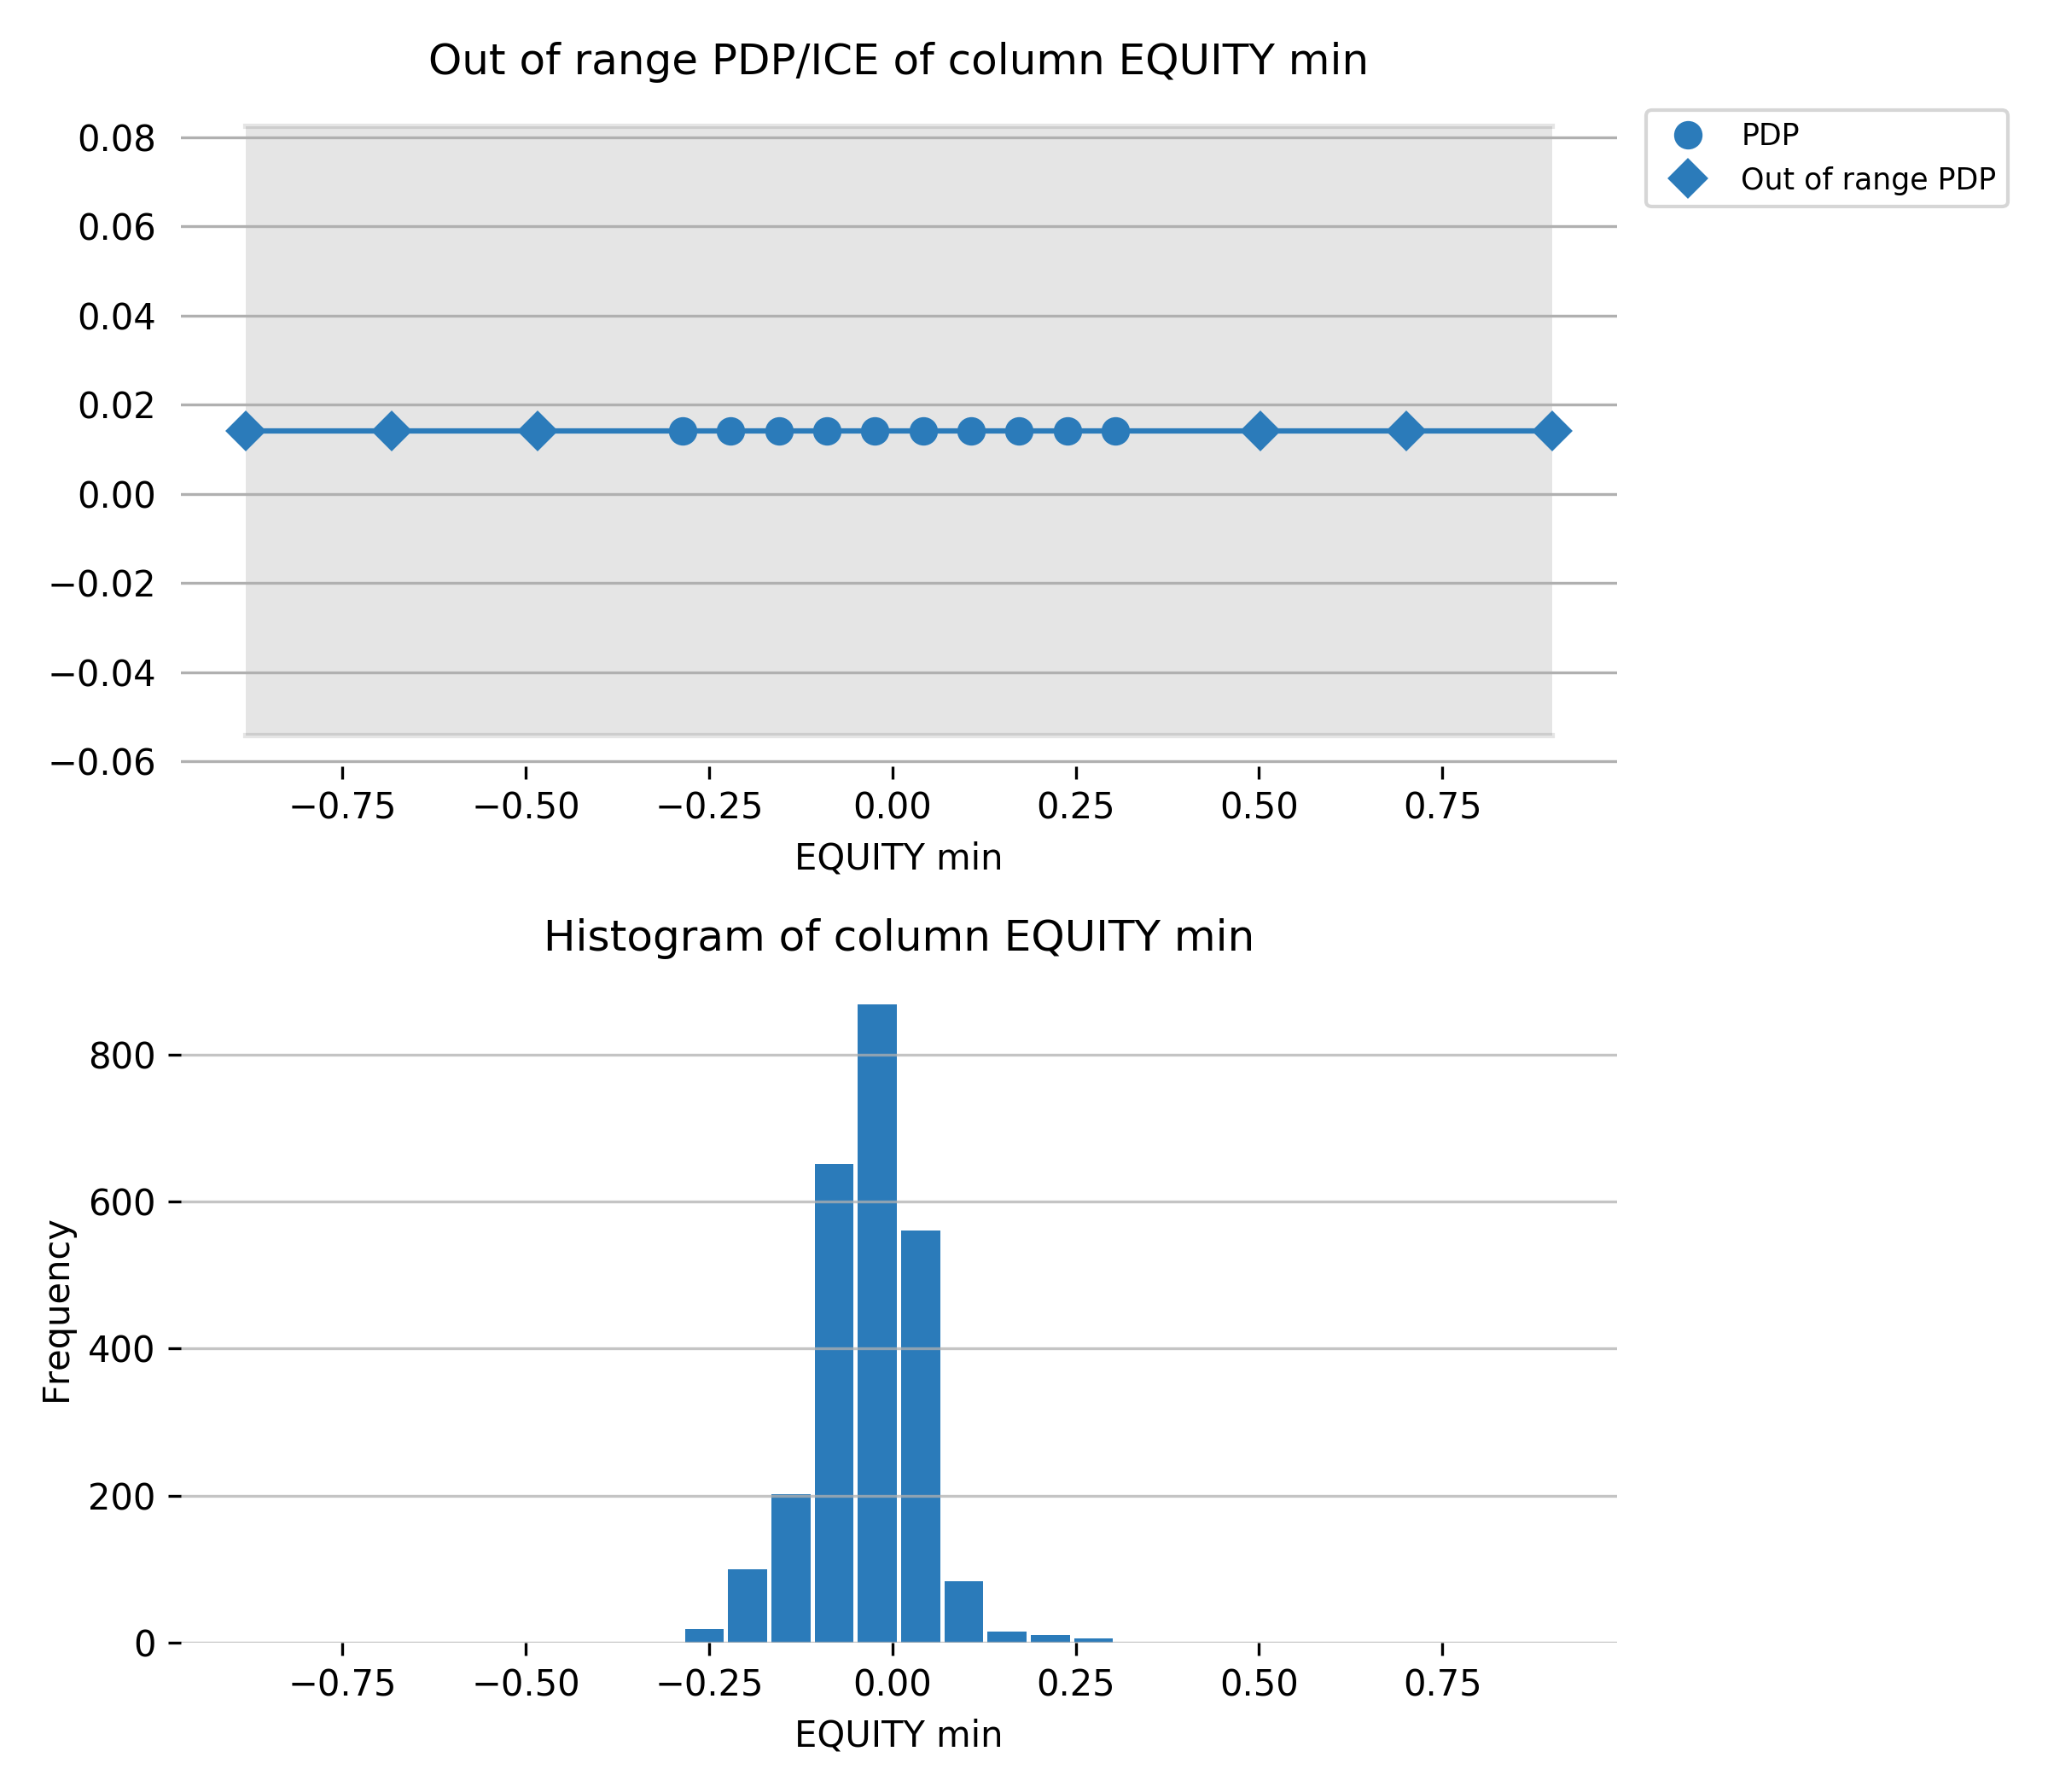 Out of range PDP/ICE of column EQUITY min
PDP
Out of range PDP
0.08
0.06
0.04
0.02
0.00
−0.02
−0.04
−0.06
−0.75 −0.50 −0.25 0.00 0.25 0.50 0.75
EQUITY min
Histogram of column EQUITY min
Frequency
800
600
400
200
0
−0.75 −0.50 −0.25 0.00 0.25 0.50 0.75
EQUITY min